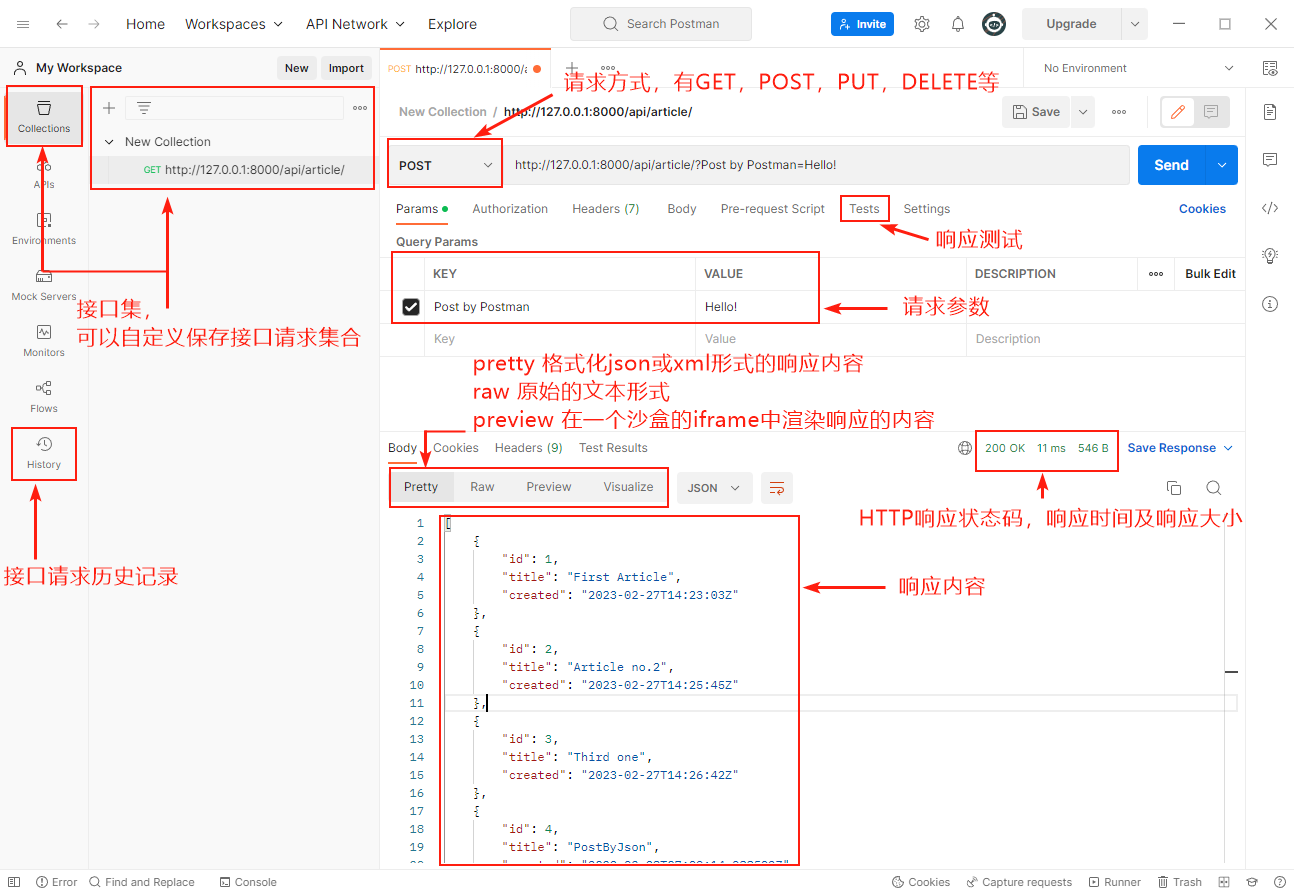 Home Workspaces API Network Explore Search Postman Invite Upgrade
My Workspace New Import POST http://127.0.0.1:8000/a No Environment
请求方式，有GET，POST，PUT，DELETE等
Collections
New Collection / http://127.0.0.1:8000/api/article/ Save
New Collection
GET http://127.0.0.1:8000/api/article/
POST http://127.0.0.1:8000/api/article/?Post by Postman=Hello! Send
APIs
Params Authorization Headers (7) Body Pre-request Script Tests Settings Cookies
Environments
Query Params
响应测试
KEY VALUE DESCRIPTION Bulk Edit
Mock Servers
Post by Postman Hello!
请求参数
接口集，
可以自定义保存接口请求集合
Key Value Description
Monitors
pretty 格式化json或xml形式的响应内容
raw 原始的文本形式
preview 在一个沙盒的iframe中渲染响应的内容
Flows
Body Cookies Headers (9) Test Results 200 OK 11 ms 546 B Save Response
History
Pretty Raw Preview Visualize JSON
HTTP响应状态码，响应时间及响应大小
接口请求历史记录
响应内容
1 [
2 {
3 "id": 1,
4 "title": "First Article",
5 "created": "2023-02-27T14:23:03Z"
6 },
7 {
8 "id": 2,
9 "title": "Article no.2",
10 "created": "2023-02-27T14:25:45Z"
11 },
12 {
13 "id": 3,
14 "title": "Third one",
15 "created": "2023-02-27T14:26:42Z"
16 },
17 {
18 "id": 4,
19 "title": "PostByJson",
Error Find and Replace Console Cookies Capture requests Runner Trash